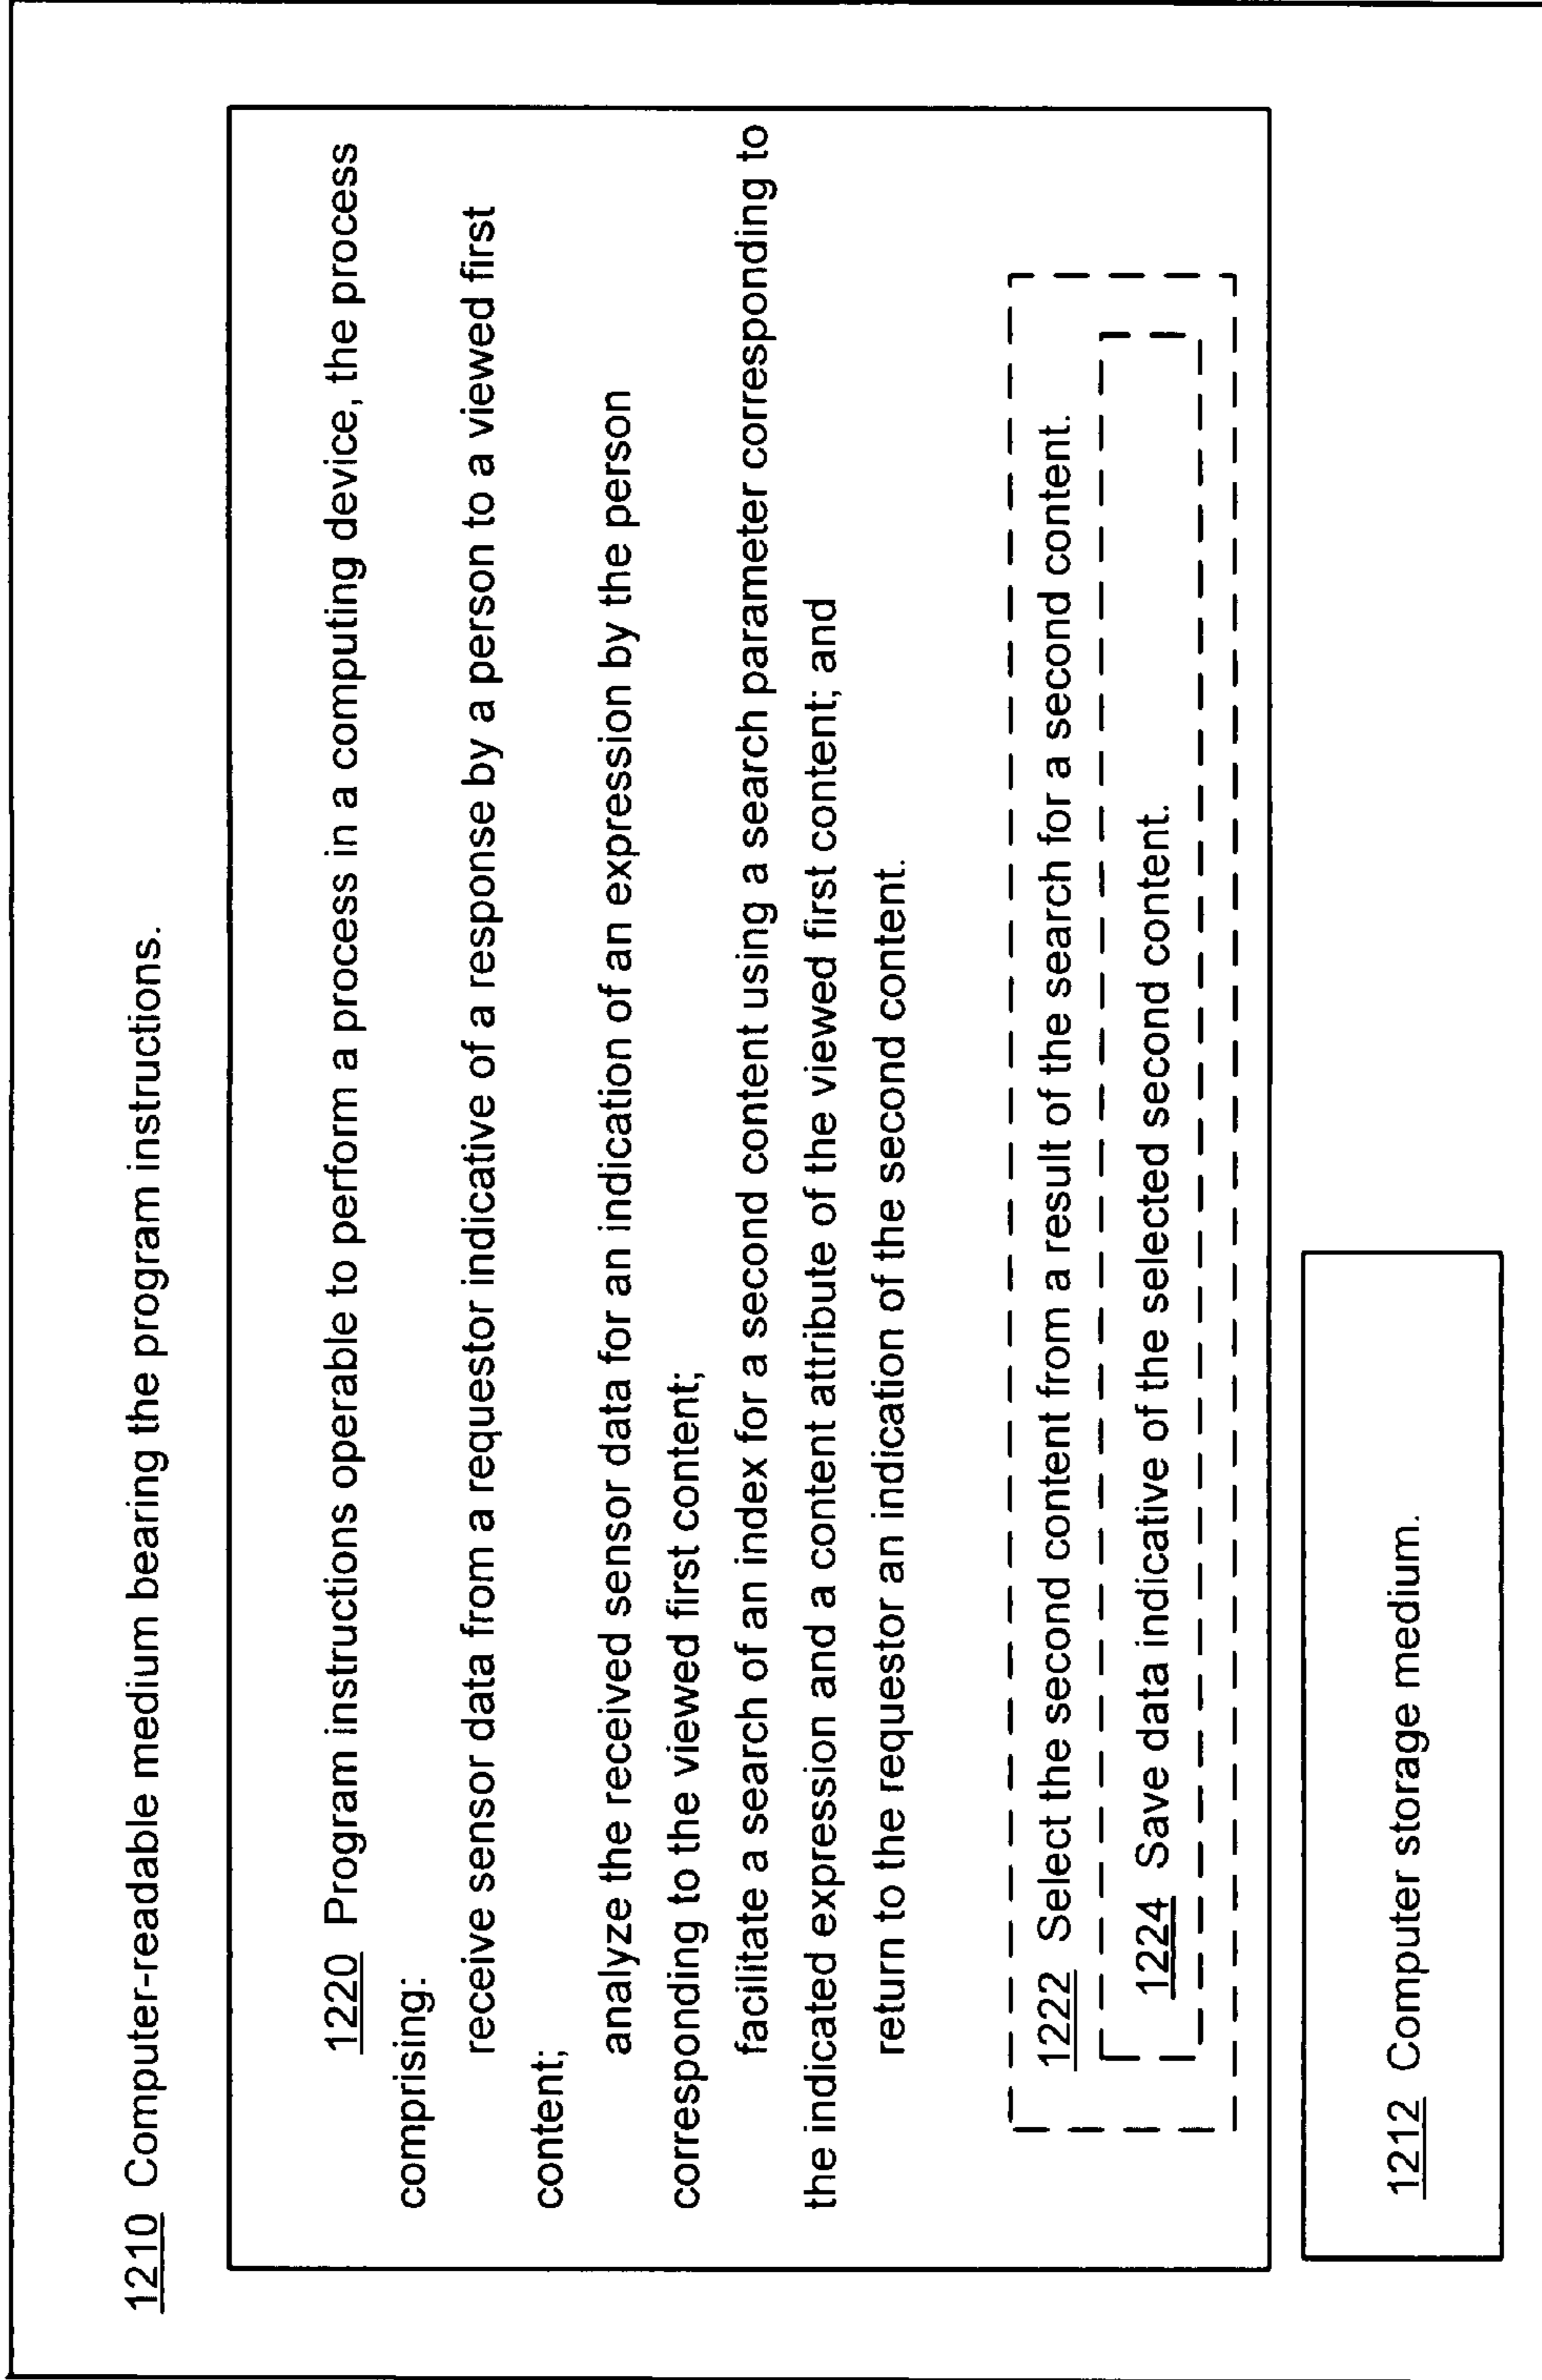 1210 Computer-readable medium bearing the program instructions.
1220 Program instructions operable to perform a process in a computing device, the process
comprising:
receive sensor data from a requestor indicative of a response by a person to a viewed first
content;
analyze the received sensor data for an indication of an expression by the person
corresponding to the viewed first content;
facilitate a search of an index for a second content using a search parameter corresponding to
the indicated expression and a content attribute of the viewed first content; and
return to the requestor an indication of the second content.
1222 Select the second content from a result of the search for a second content.
1224 Save data indicative of the selected second content.
1212 Computer storage medium.